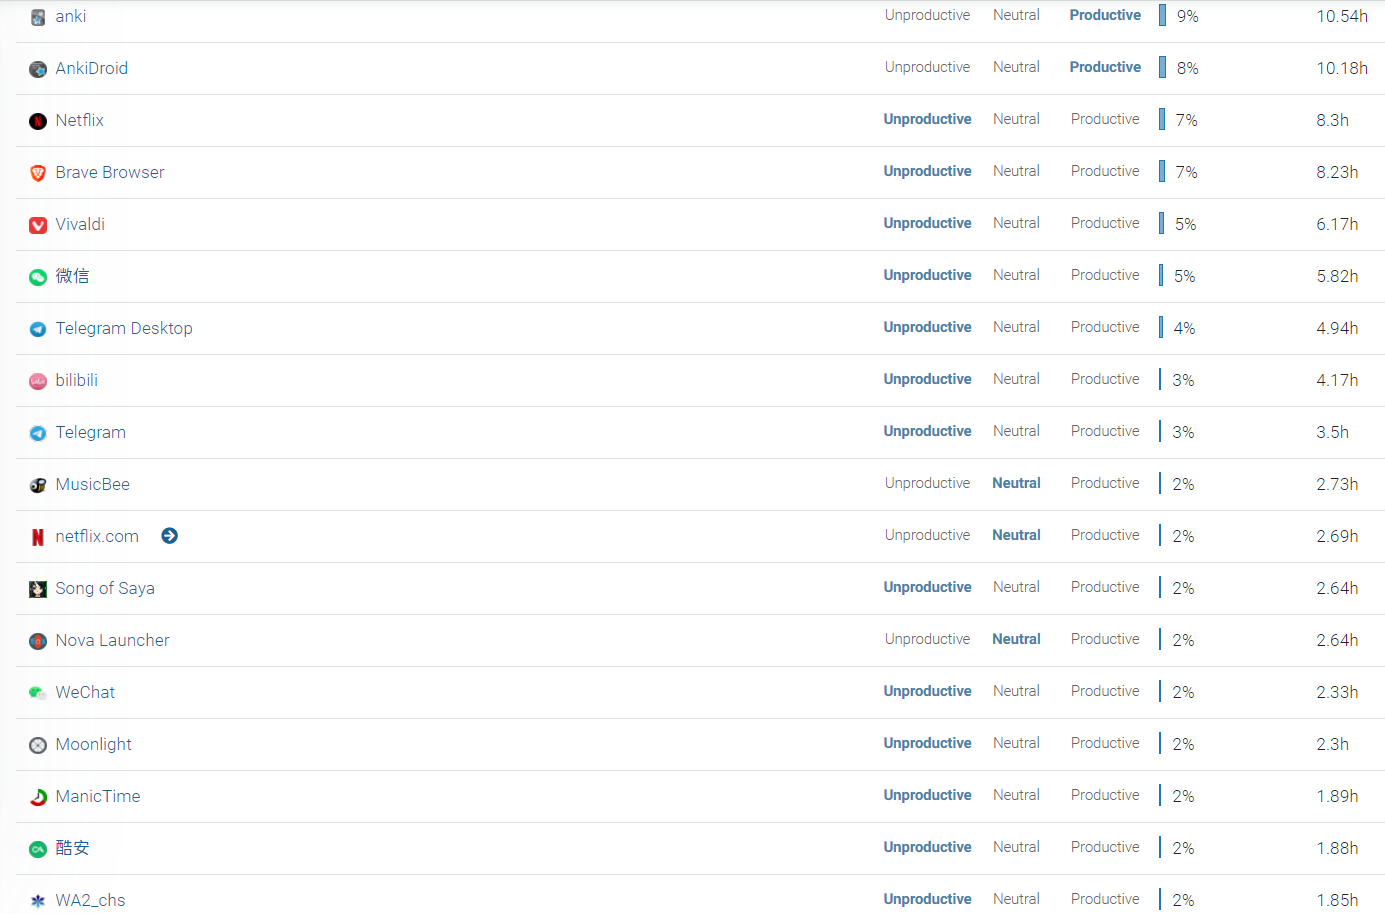 anki Unproductive Neutral Productive 9% 10.54h
AnkiDroid Unproductive Neutral Productive 8% 10.18h
Netflix Unproductive Neutral Productive 7% 8.3h
Brave Browser Unproductive Neutral Productive 7% 8.23h
Vivaldi Unproductive Neutral Productive 5% 6.17h
微信 Unproductive Neutral Productive 5% 5.82h
Telegram Desktop Unproductive Neutral Productive 4% 4.94h
bilibili Unproductive Neutral Productive 3% 4.17h
Telegram Unproductive Neutral Productive 3% 3.5h
MusicBee Unproductive Neutral Productive 2% 2.73h
netflix.com Unproductive Neutral Productive 2% 2.69h
Song of Saya Unproductive Neutral Productive 2% 2.64h
Nova Launcher Unproductive Neutral Productive 2% 2.64h
WeChat Unproductive Neutral Productive 2% 2.33h
Moonlight Unproductive Neutral Productive 2% 2.3h
ManicTime Unproductive Neutral Productive 2% 1.89h
酷安 Unproductive Neutral Productive 2% 1.88h
WA2_chs Unproductive Neutral Productive 2% 1.85h